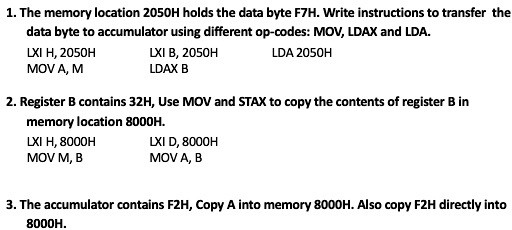 1. The memory location 2050H holds the data byte F7H. Write instructions to transfer the
data byte to accumulator using different op-codes: MOV, LDAX and LDA.
LXI H, 2050H LXI B, 2050H LDA 2050H
MOV A, M LDAX B
2. Register B contains 32H, Use MOV and STAX to copy the contents of register B in
memory location 8000H.
LXI H, 8000H LXI D, 8000H
MOV M, B MOV A, B
3. The accumulator contains F2H, Copy A into memory 8000H. Also copy F2H directly into
8000H.